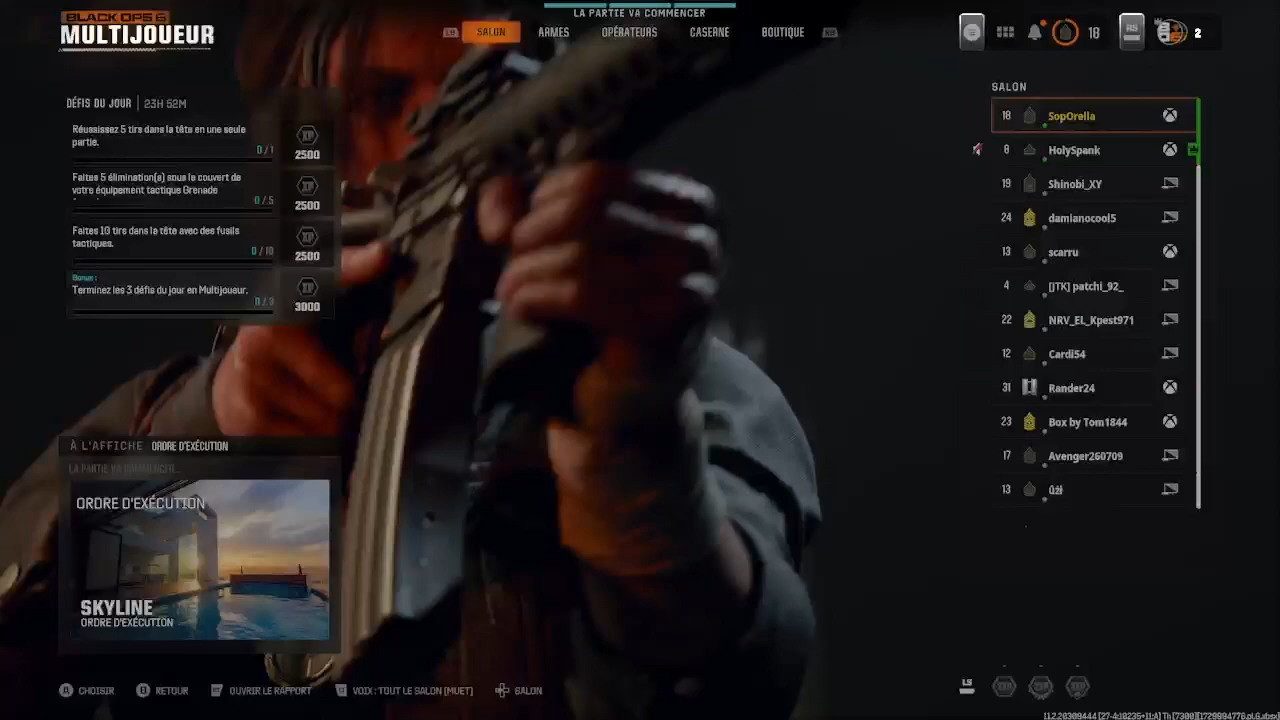 BLACK OPS 6
MULTIJOUEUR
LA PARTIE VA COMMENCER
LB
SALON
ARMES
OPÉRATEURS
CASERNE
BOUTIQUE
RB
18
RS
2
DÉFIS DU JOUR | 23H 52M
Réussissez 5 tirs dans la tête en une seule
partie.
0 / 1
2500
Faites 5 élimination(s) sous le couvert de
votre équipement tactique Grenade
0 / 5
2500
Faites 10 tirs dans la tête avec des fusils
tactiques.
0 / 10
2500
Bonus :
Terminez les 3 défis du jour en Multijoueur.
0 / 3
3000
SALON
18 SopOrella
8 HolySpank
19 Shinobi_XY
24 damianocool5
13 scarru
4 [JTK] patchi_92_
22 NRV_EL_Kpest971
12 Cardi54
31 Rander24
23 Box by Tom1844
17 Avenger260709
13
À L'AFFICHE ORDRE D'EXÉCUTION
LA PARTIE VA COMMENCER...
ORDRE D'EXÉCUTION
SKYLINE
ORDRE D'EXÉCUTION
A CHOISIR
B RETOUR
OUVRIR LE RAPPORT
VOIX : TOUT LE SALON [MUET]
SALON
LS